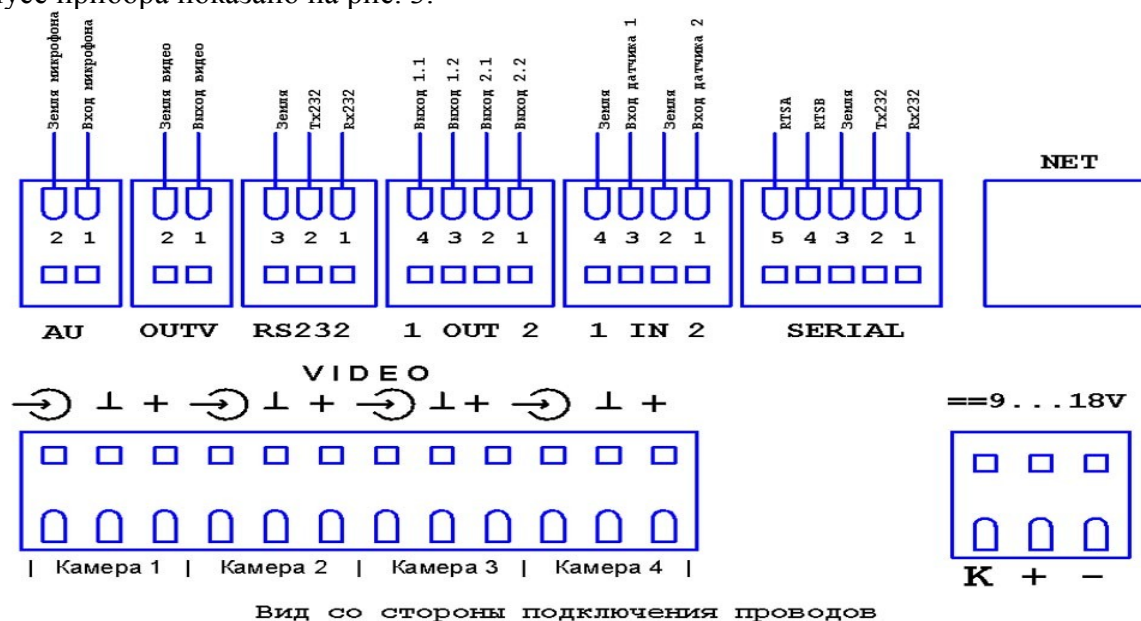 прибора показано на рис. 3.
Земля микрофона
Вход микрофона
Земля видео
Выход видео
Земля
Tx232
Rx232
Выход 1.1
Выход 1.2
Выход 2.1
Выход 2.2
Земля
Вход датчика 1
Земля
Вход датчика 2
RTSA
RTSB
Земля
Tx232
Rx232
NET
2 1 2 1 3 2 1 4 3 2 1 4 3 2 1 5 4 3 2 1
AU OUTV RS232 1 OUT 2 1 IN 2 SERIAL
VIDEO
⊥ + ⊥ + ⊥ + ⊥ + ==9...18V
| Камера 1 | Камера 2 | Камера 3 | Камера 4 |
К + -
Вид со стороны подключения проводов